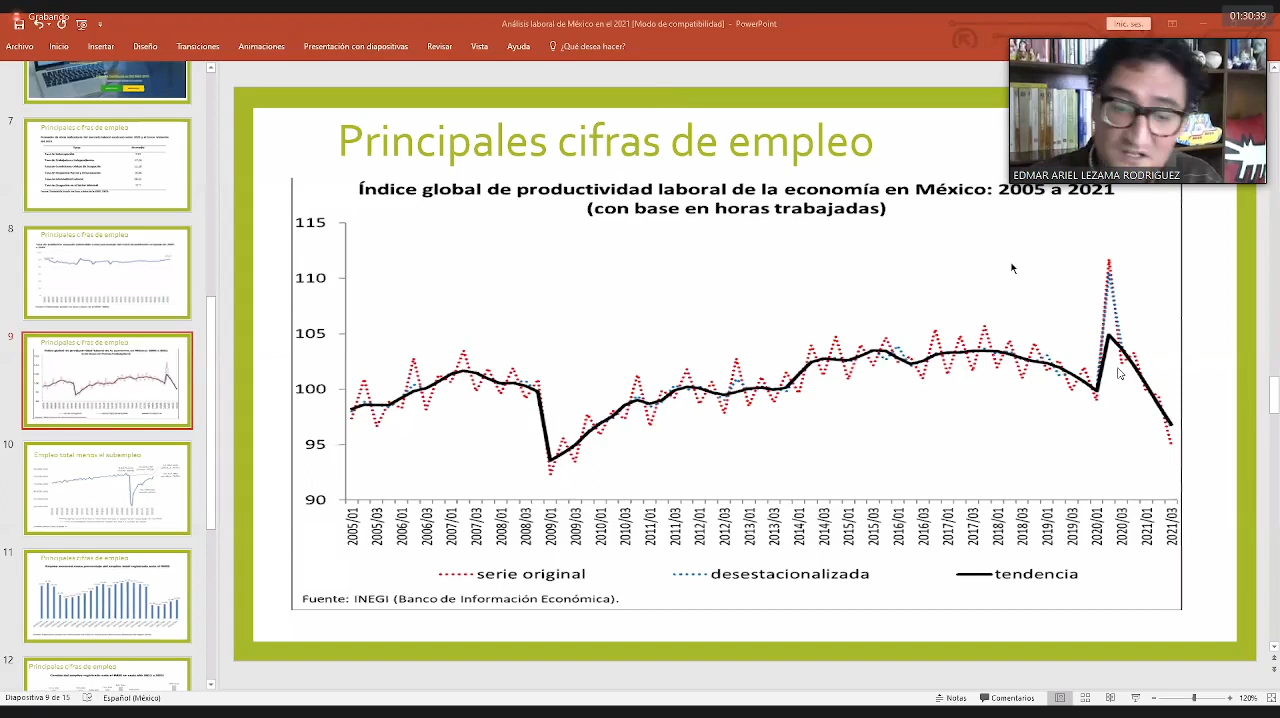 Grabando
Análisis laboral de México en el 2021 [Modo de compatibilidad] - PowerPoint
Inic. ses.
01:30:39
Archivo Inicio Insertar Diseño Transiciones Animaciones Presentación con diapositivas Revisar Vista Ayuda ¿Qué desea hacer?
EDMAR ARIEL LEZAMA RODRIGUEZ
7
Principales cifras de empleo
8
Principales cifras de empleo
9
Principales cifras de empleo
10
Empleo total menos el subempleo
11
Principales cifras de empleo
12
Principales cifras de empleo
Principales cifras de empleo
Índice global de productividad laboral de la economía en México: 2005 a 2021
(con base en horas trabajadas)
115
110
105
100
95
90
2005/01 2005/03 2006/01 2006/03 2007/01 2007/03 2008/01 2008/03 2009/01 2009/03 2010/01 2010/03 2011/01 2011/03 2012/01 2012/03 2013/01 2013/03 2014/01 2014/03 2015/01 2015/03 2016/01 2016/03 2017/01 2017/03 2018/01 2018/03 2019/01 2019/03 2020/01 2020/03 2021/01 2021/03
serie original desestacionalizada tendencia
Fuente: INEGI (Banco de Información Económica).
Diapositiva 9 de 15 Español (México) Notas Comentarios 120%